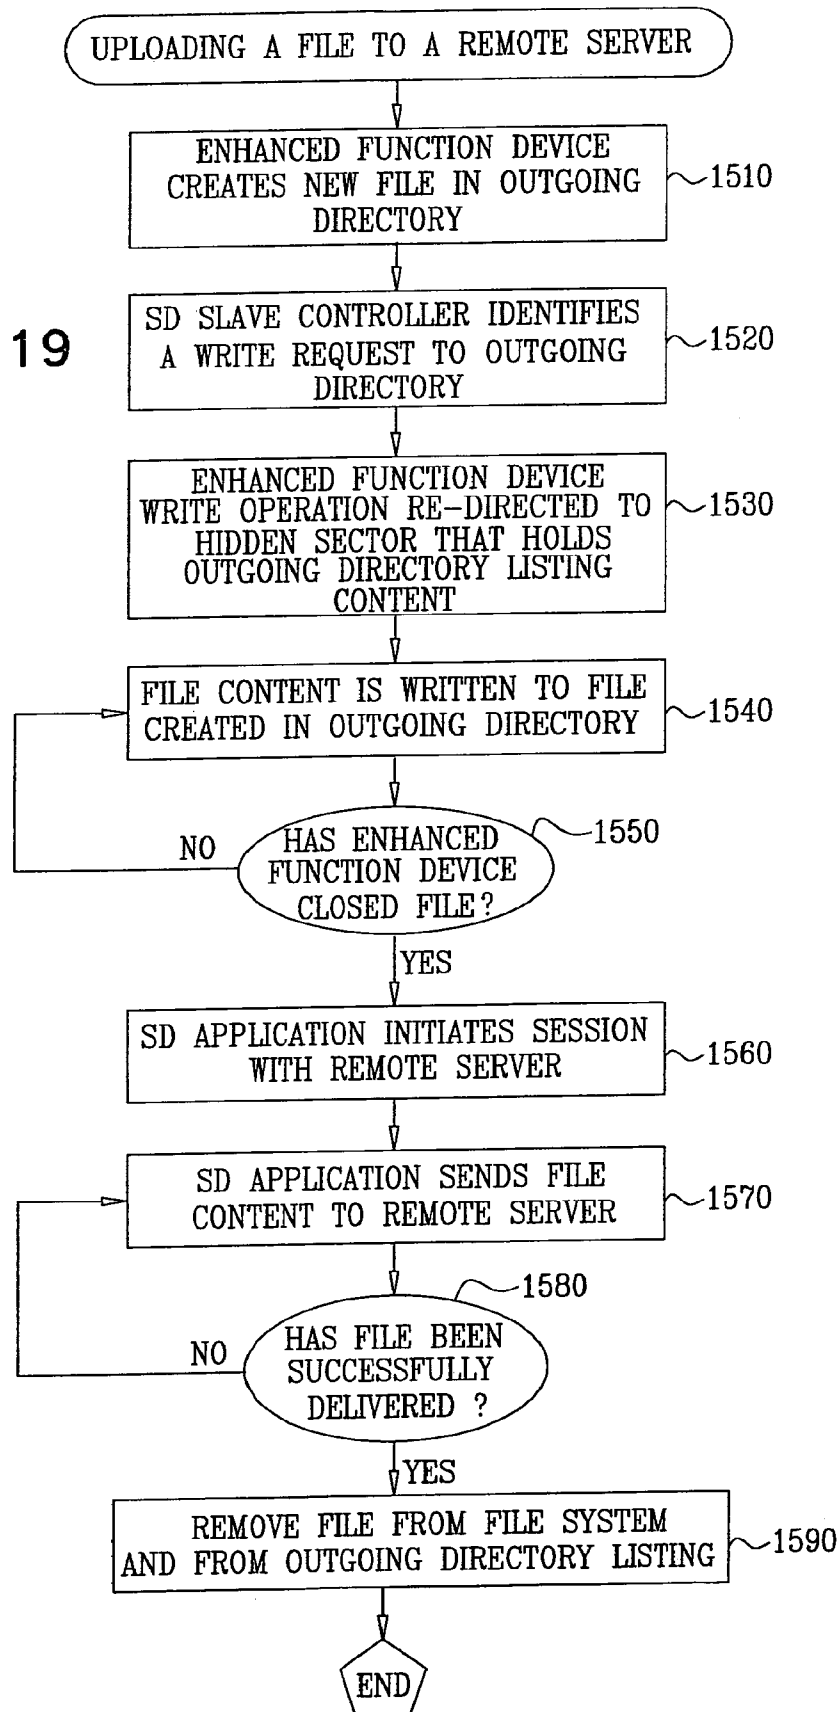 UPLOADING A FILE TO A REMOTE SERVER
ENHANCED FUNCTION DEVICE
CREATES NEW FILE IN OUTGOING
DIRECTORY
1510
19
SD SLAVE CONTROLLER IDENTIFIES
A WRITE REQUEST TO OUTGOING
DIRECTORY
1520
ENHANCED FUNCTION DEVICE
WRITE OPERATION RE-DIRECTED TO
HIDDEN SECTOR THAT HOLDS
OUTGOING DIRECTORY LISTING
CONTENT
1530
FILE CONTENT IS WRITTEN TO FILE
CREATED IN OUTGOING DIRECTORY
1540
HAS ENHANCED
FUNCTION DEVICE
CLOSED FILE?
1550
NO
YES
SD APPLICATION INITIATES SESSION
WITH REMOTE SERVER
1560
SD APPLICATION SENDS FILE
CONTENT TO REMOTE SERVER
1570
HAS FILE BEEN
SUCCESSFULLY
DELIVERED ?
1580
NO
YES
REMOVE FILE FROM FILE SYSTEM
AND FROM OUTGOING DIRECTORY LISTING
1590
END